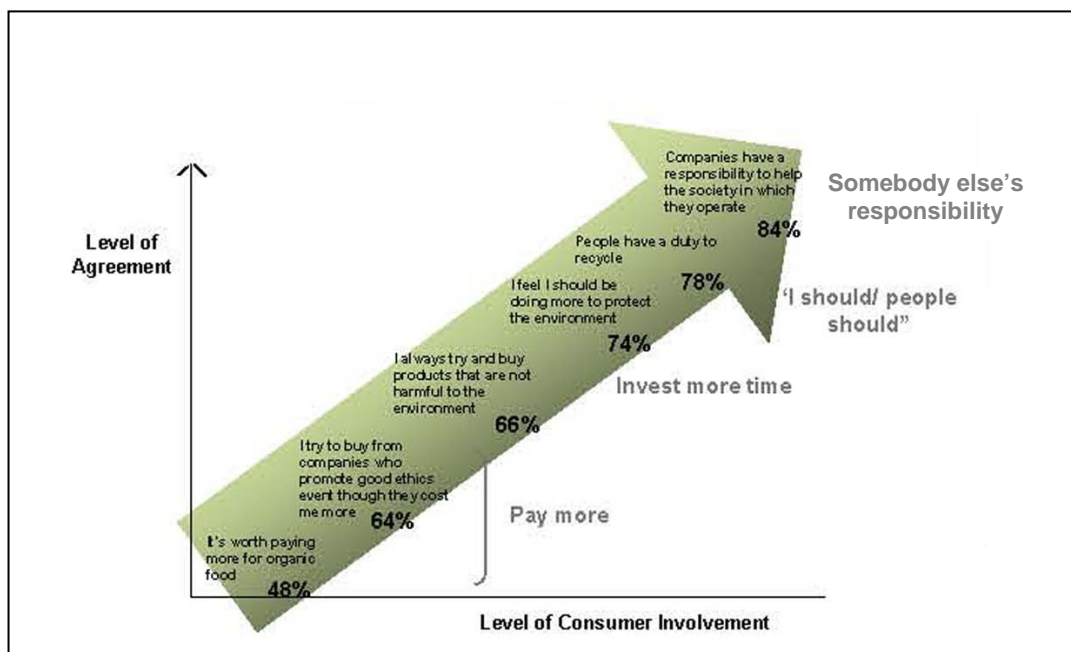 Companies have a
responsibility to help
the society in which
they operate
84%
Somebody else's
responsibility
Level of
Agreement
People have a duty to
recycle
78%
'I should/ people
should"
I feel I should be
doing more to protect
the environment
74%
Invest more time
I always try and buy
products that are not
harmful to the
environment
66%
I try to buy from
companies who
promote good ethics
event though they cost
me more
64%
Pay more
It's worth paying
more for organic
food
48%
Level of Consumer Involvement